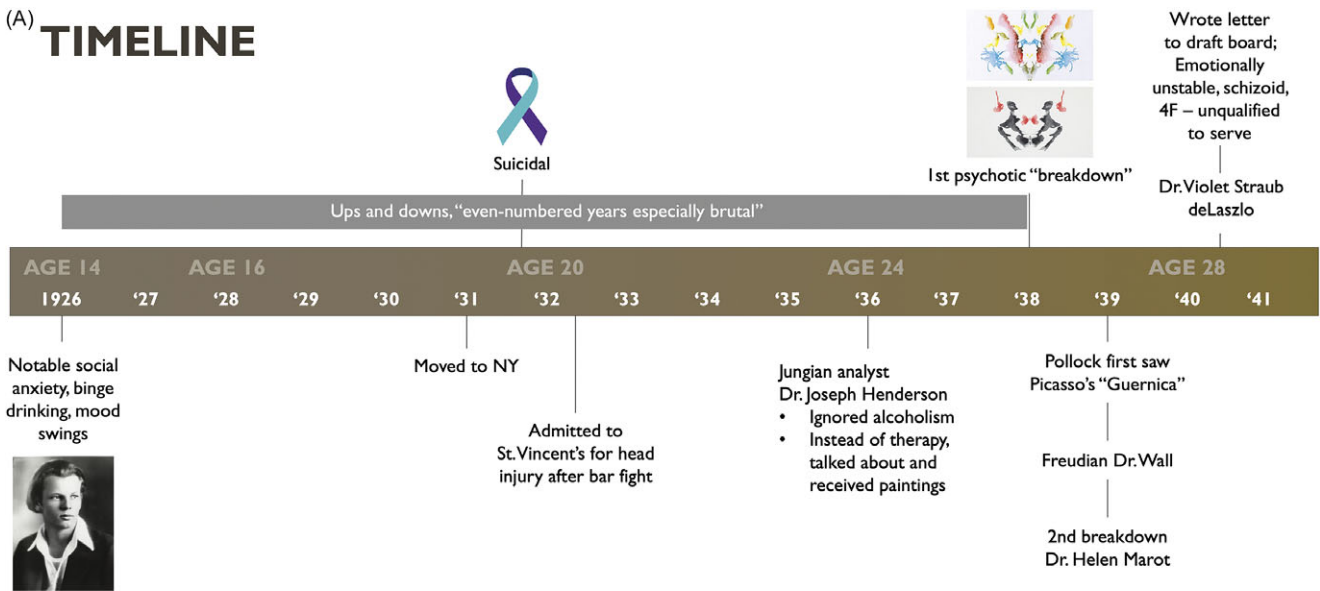 (A)
TIMELINE
Suicidal
1st psychotic “breakdown”
Wrote letter
to draft board;
Emotionally
unstable, schizoid,
4F – unqualified
to serve
Dr. Violet Straub
deLaszlo
Ups and downs, “even-numbered years especially brutal”
AGE 14 AGE 16 AGE 20 AGE 24 AGE 28
1926 ‘27 ‘28 ‘29 ‘30 ‘31 ‘32 ‘33 ‘34 ‘35 ‘36 ‘37 ‘38 ‘39 ‘40 ‘41
Notable social
anxiety, binge
drinking, mood
swings
Moved to NY
Admitted to
St. Vincent’s for head
injury after bar fight
Jungian analyst
Dr. Joseph Henderson
• Ignored alcoholism
• Instead of therapy,
talked about and
received paintings
Pollock first saw
Picasso’s “Guernica”
Freudian Dr. Wall
2nd breakdown
Dr. Helen Marot